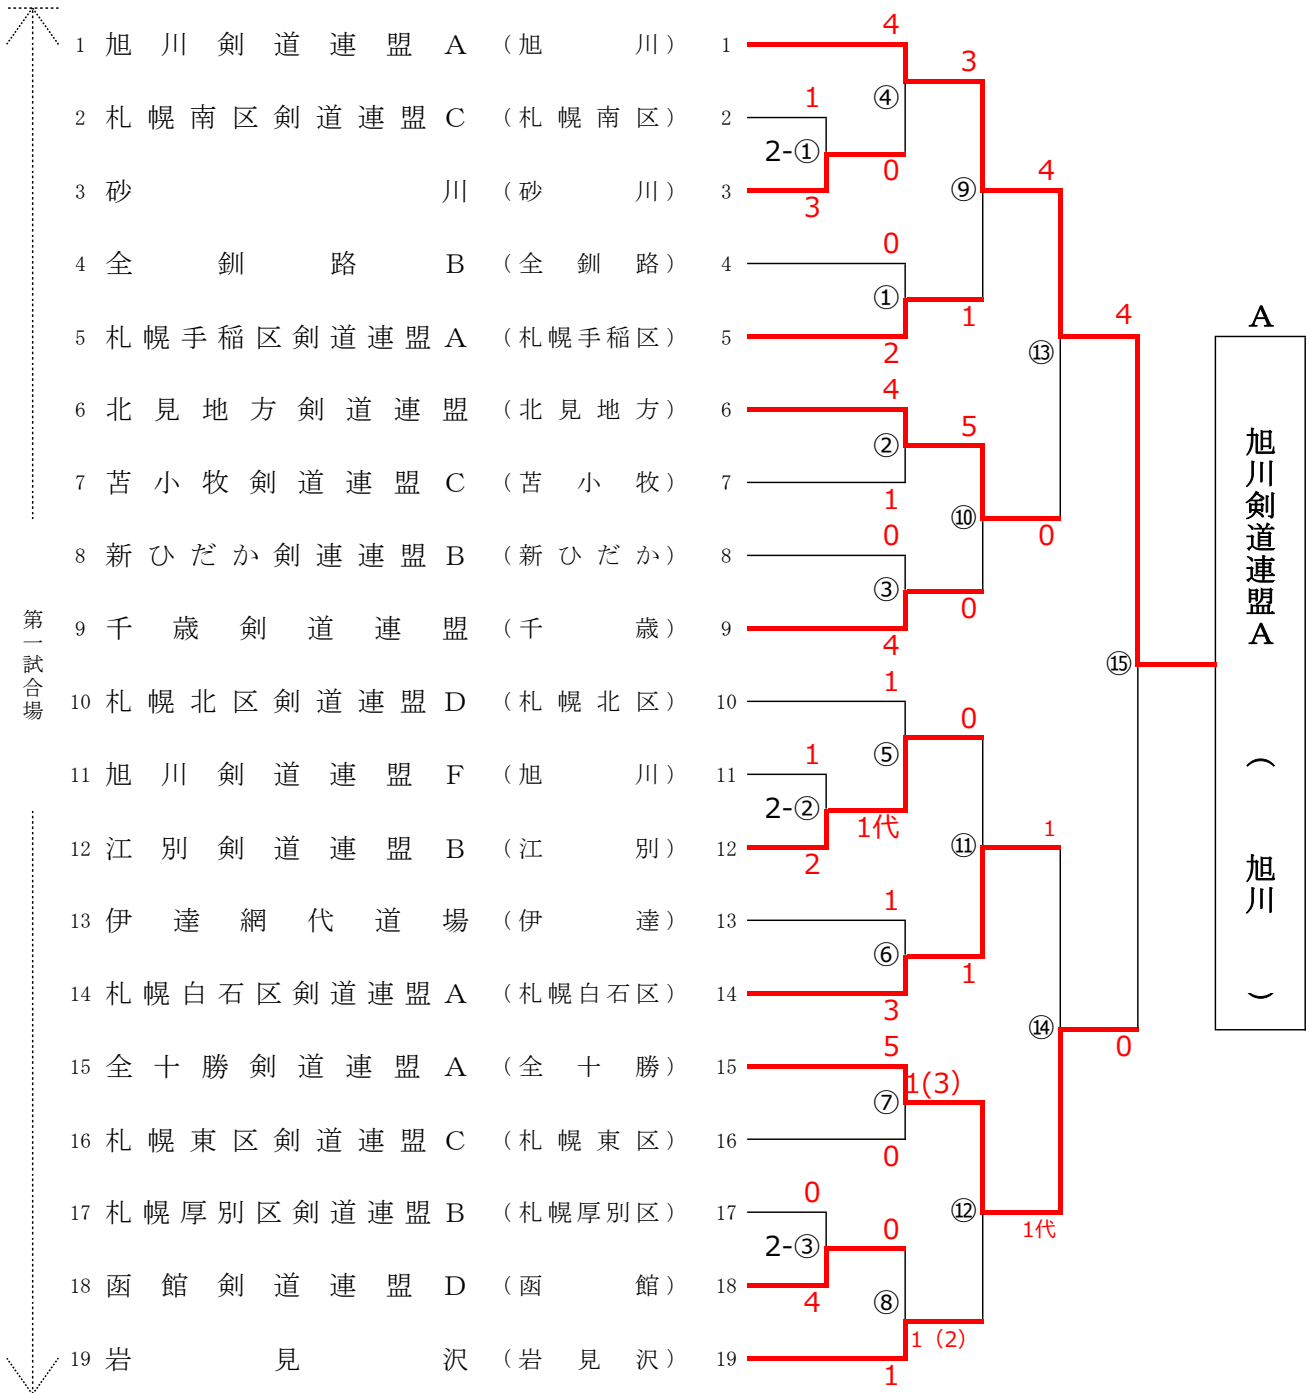 4
1 旭川剣道連盟A (旭川) 1
3
④
1
2 札幌南区剣道連盟C (札幌南区) 2
2-①
0
4
3 砂川 (砂川) 3
⑨
3
0
4 全釧路B (全釧路) 4
①
1
4
A
5 札幌手稲区剣道連盟A (札幌手稲区) 5
2
⑬
4
6 北見地方剣道連盟 (北見地方) 6
5
②
7 苫小牧剣道連盟C (苫小牧) 7
1
⑩
0
0
8 新ひだか剣連連盟B (新ひだか) 8
③
0
9 千歳剣道連盟 (千歳) 9
4
第一試合場
旭川剣道連盟A (旭川)
⑮
1
10 札幌北区剣道連盟D (札幌北区) 10
0
⑤
1
11 旭川剣道連盟F (旭川) 11
2-②
1代
1
12 江別剣道連盟B (江別) 12
2
⑪
1
13 伊達網代道場 (伊達) 13
⑥
1
14 札幌白石区剣道連盟A (札幌白石区) 14
3
⑭
0
5
15 全十勝剣道連盟A (全十勝) 15
1(3)
⑦
16 札幌東区剣道連盟C (札幌東区) 16
0
0
17 札幌厚別区剣道連盟B (札幌厚別区) 17
⑫
1代
0
2-③
18 函館剣道連盟D (函館) 18
4
⑧
1 (2)
19 岩見沢 (岩見沢) 19
1